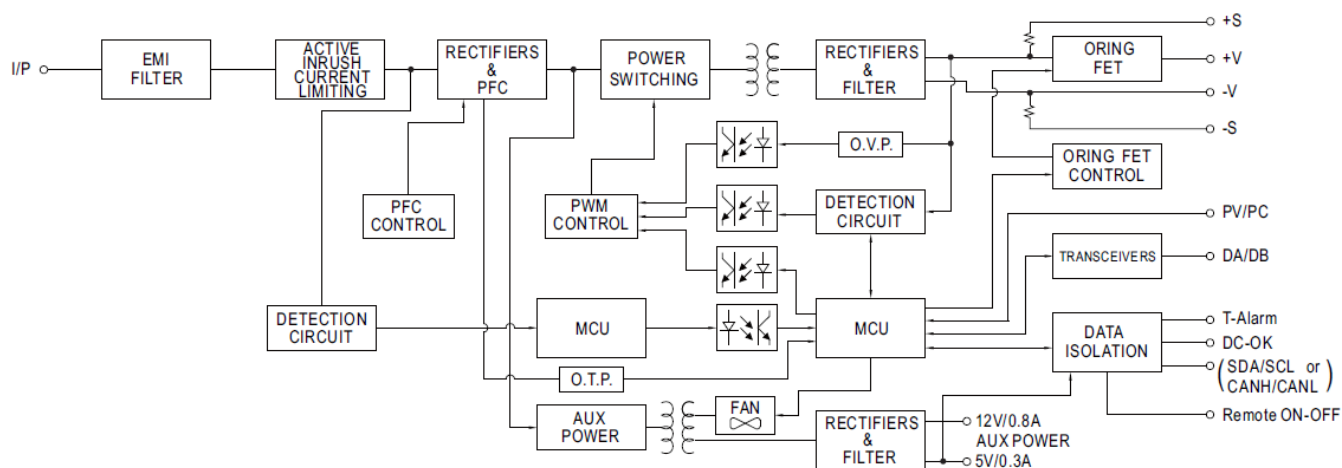 I/P
EMI
FILTER
ACTIVE
INRUSH
CURRENT
LIMITING
RECTIFIERS
&
PFC
POWER
SWITCHING
RECTIFIERS
&
FILTER
ORING
FET
+S
+V
-V
-S
O.V.P.
ORING FET
CONTROL
PFC
CONTROL
PWM
CONTROL
DETECTION
CIRCUIT
PV/PC
TRANSCEIVERS
DA/DB
DETECTION
CIRCUIT
MCU
MCU
DATA
ISOLATION
T-Alarm
DC-OK
(SDA/SCL or
CANH/CANL)
Remote ON-OFF
O.T.P.
AUX
POWER
FAN
RECTIFIERS
&
FILTER
12V/0.8A
AUX POWER
5V/0.3A